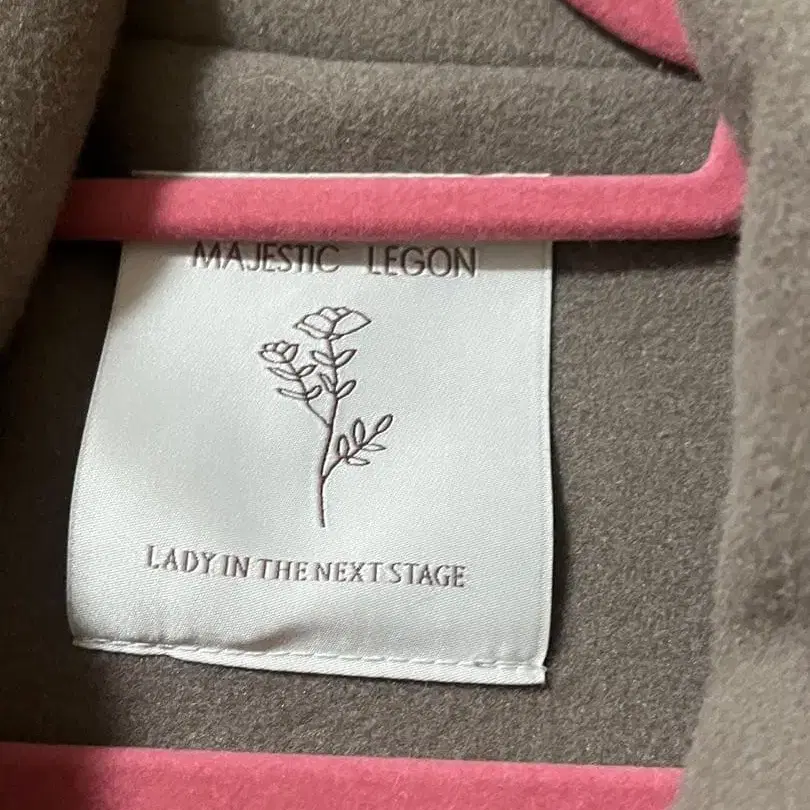 MAJESTIC LEGON
LADY IN THE NEXT STAGE